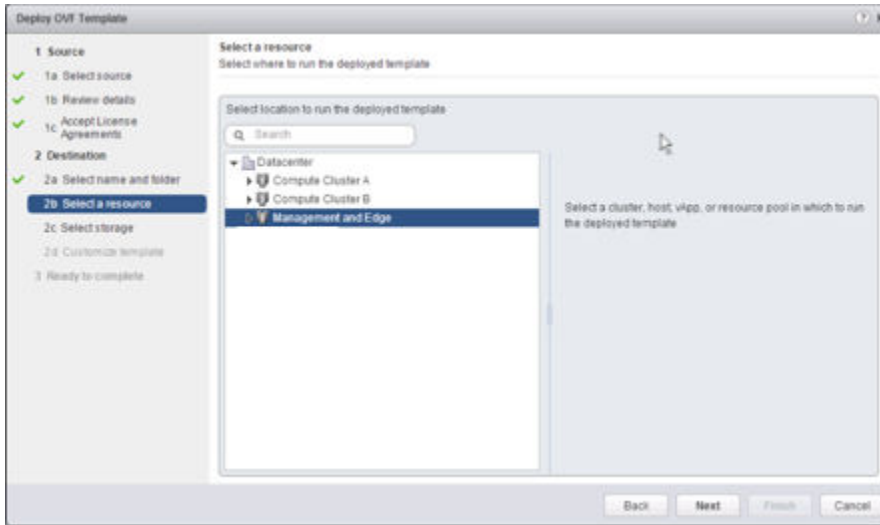 Deploy OVF Template
1 Source
1a Select source
1b Review details
1c Accept License
Agreements
2 Destination
2a Select name and folder
2b Select a resource
2c Select storage
2d Customize template
3 Ready to complete
Select a resource
Select where to run the deployed template
Select location to run the deployed template
Search
Datacenter
Compute Cluster A
Compute Cluster B
Management and Edge
Select a cluster, host, vApp, or resource pool in which to run
the deployed template
Back
Next
Finish
Cancel